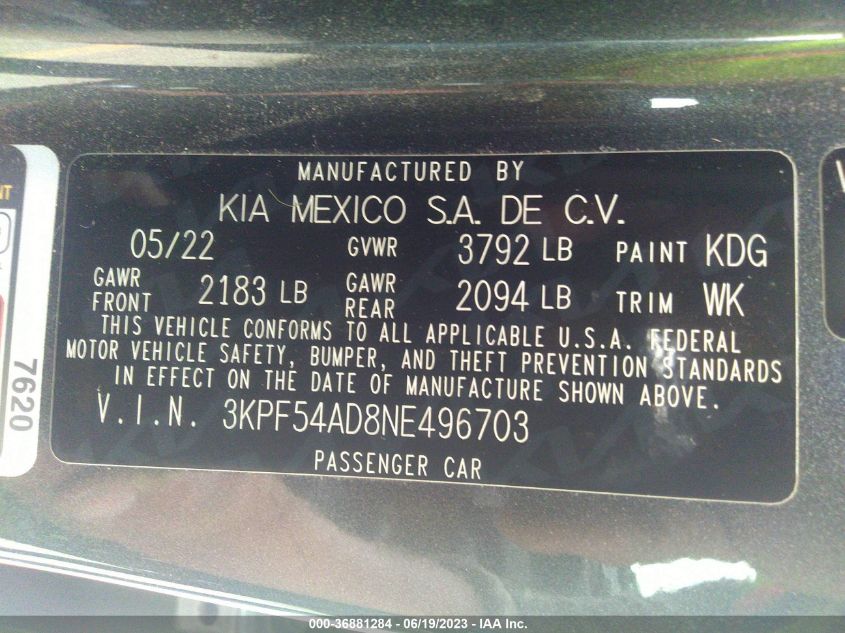 MANUFACTURED BY
KIA MEXICO S.A. DE C.V.
05/22 GVWR 3792 LB PAINT KDG
GAWR FRONT 2183 LB GAWR REAR 2094 LB TRIM WK
THIS VEHICLE CONFORMS TO ALL APPLICABLE U.S.A. FEDERAL
MOTOR VEHICLE SAFETY, BUMPER, AND THEFT PREVENTION STANDARDS
IN EFFECT ON THE DATE OF MANUFACTURE SHOWN ABOVE.
V.I.N. 3KPF54AD8NE496703
PASSENGER CAR
7620
000-36881284 - 06/19/2023 - IAA Inc.